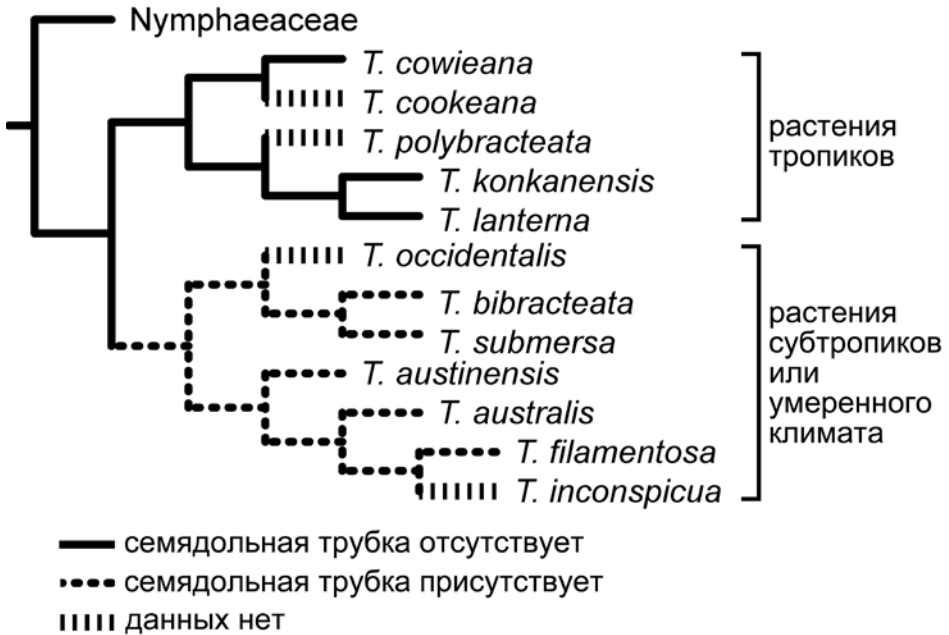 Nymphaeaceae
T. cowieana
T. cookeana
T. polybracteata
T. konkanensis
T. lanterna
растения
тропиков
T. occidentalis
T. bibracteata
T. submersa
T. austinensis
T. australis
T. filamentosa
T. inconspicua
растения
субтропиков
или
умеренного
климата
семядольная трубка отсутствует
семядольная трубка присутствует
данных нет